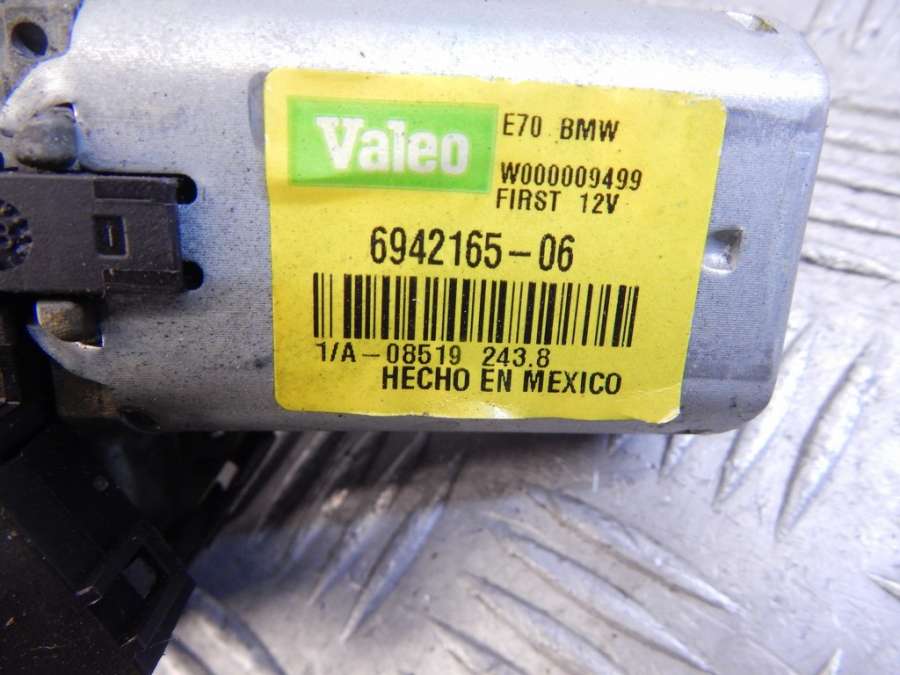 Valeo
E70 BMW
W000009499
FIRST 12V
6942165-06
1/A-08519 243.8
HECHO EN MEXICO